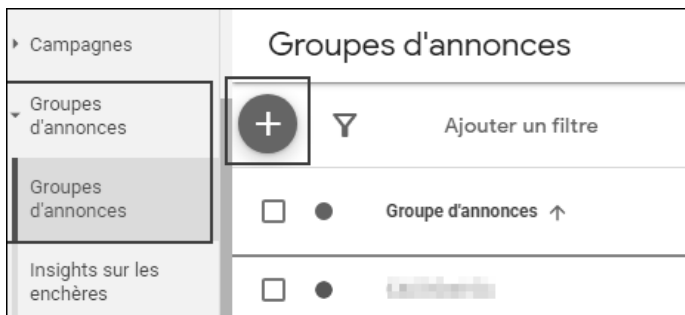 Campagnes
Groupes d'annonces
Groupes
d'annonces
Ajouter un filtre
Groupes
d'annonces
Groupe d'annonces
Insights sur les
enchères